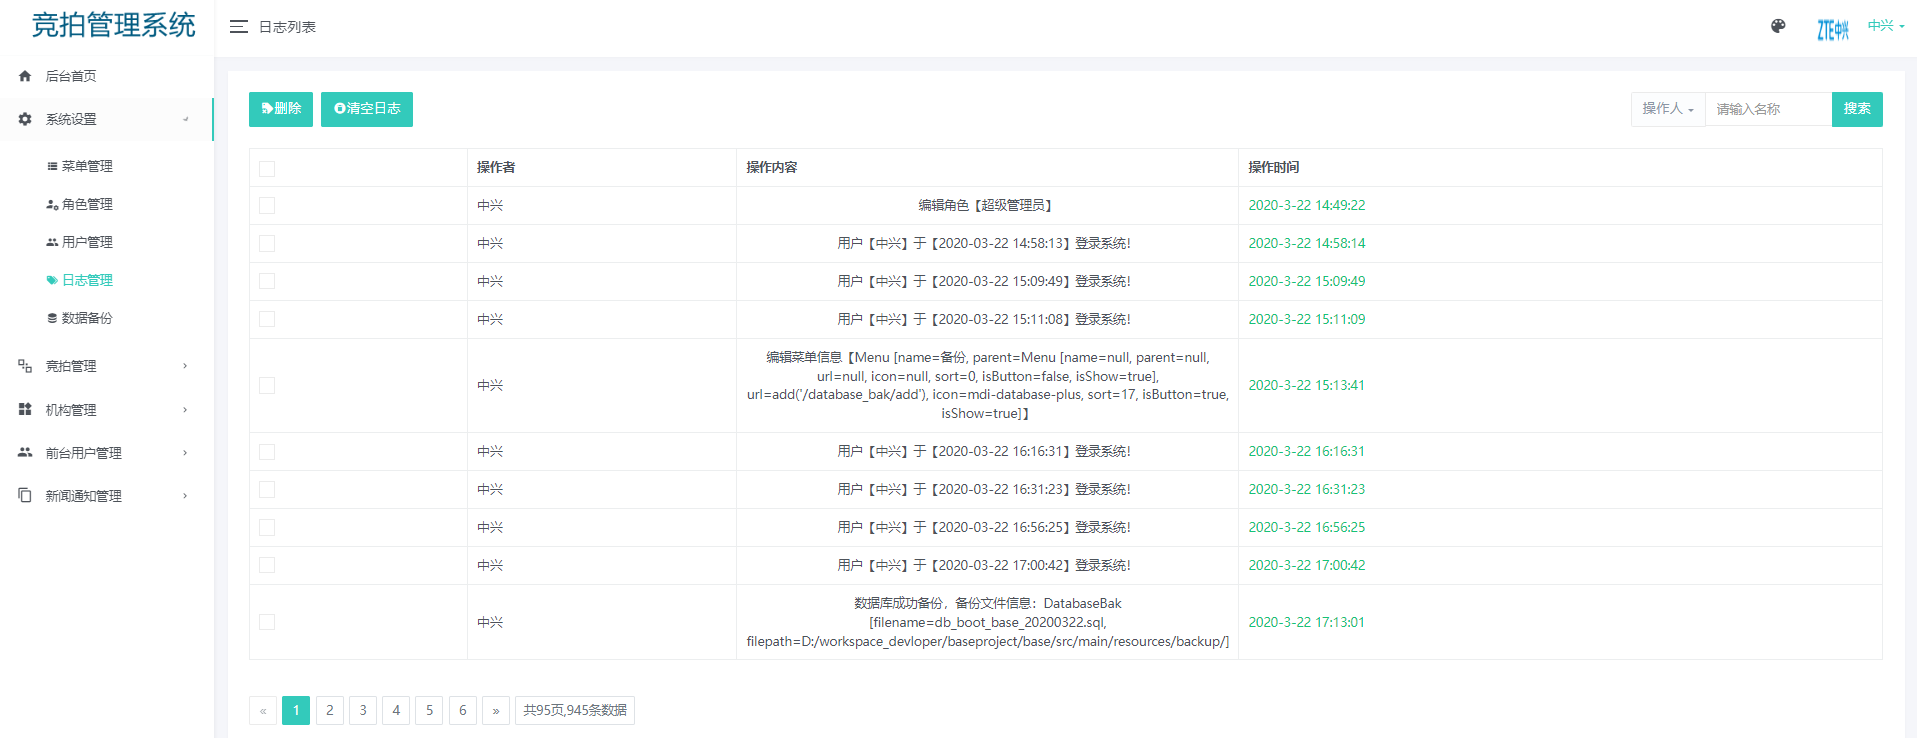 竞拍管理系统
日志列表
ZTE中兴
中兴
后台首页
系统设置
菜单管理
角色管理
用户管理
日志管理
数据备份
竞拍管理
机构管理
前台用户管理
新闻通知管理
删除
清空日志
操作人
请输入名称
搜索
操作者 操作内容 操作时间
中兴 编辑角色【超级管理员】 2020-3-22 14:49:22
中兴 用户【中兴】于【2020-03-22 14:58:13】登录系统! 2020-3-22 14:58:14
中兴 用户【中兴】于【2020-03-22 15:09:49】登录系统! 2020-3-22 15:09:49
中兴 用户【中兴】于【2020-03-22 15:11:08】登录系统! 2020-3-22 15:11:09
编辑菜单信息【Menu [name=备份, parent=Menu [name=null, parent=null,
url=null, icon=null, sort=0, isButton=false, isShow=true],
中兴 2020-3-22 15:13:41
url=add('/database_bak/add'), icon=mdi-database-plus, sort=17, isButton=true,
isShow=true]】
中兴 用户【中兴】于【2020-03-22 16:16:31】登录系统! 2020-3-22 16:16:31
中兴 用户【中兴】于【2020-03-22 16:31:23】登录系统! 2020-3-22 16:31:23
中兴 用户【中兴】于【2020-03-22 16:56:25】登录系统! 2020-3-22 16:56:25
中兴 用户【中兴】于【2020-03-22 17:00:42】登录系统! 2020-3-22 17:00:42
数据库成功备份，备份文件信息：DatabaseBak
中兴 [filename=db_boot_base_20200322.sql, 2020-3-22 17:13:01
filepath=D:/workspace_devloper/baseproject/base/src/main/resources/backup/]
« 1 2 3 4 5 6 » 共95页,945条数据